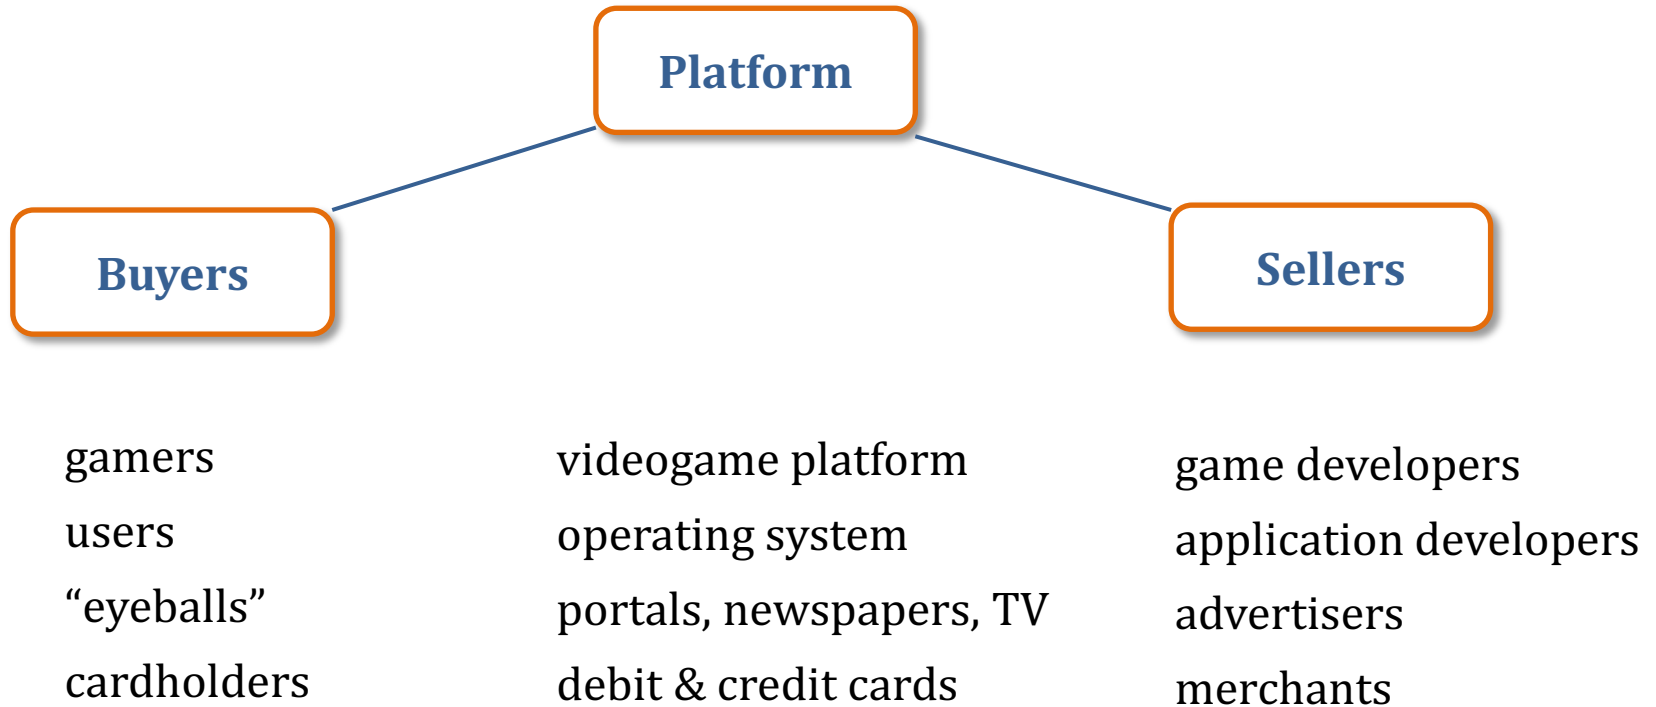 Platform
Buyers
Sellers
gamers
videogame platform
game developers
users
operating system
application developers
“eyeballs”
portals, newspapers, TV
advertisers
cardholders
debit & credit cards
merchants